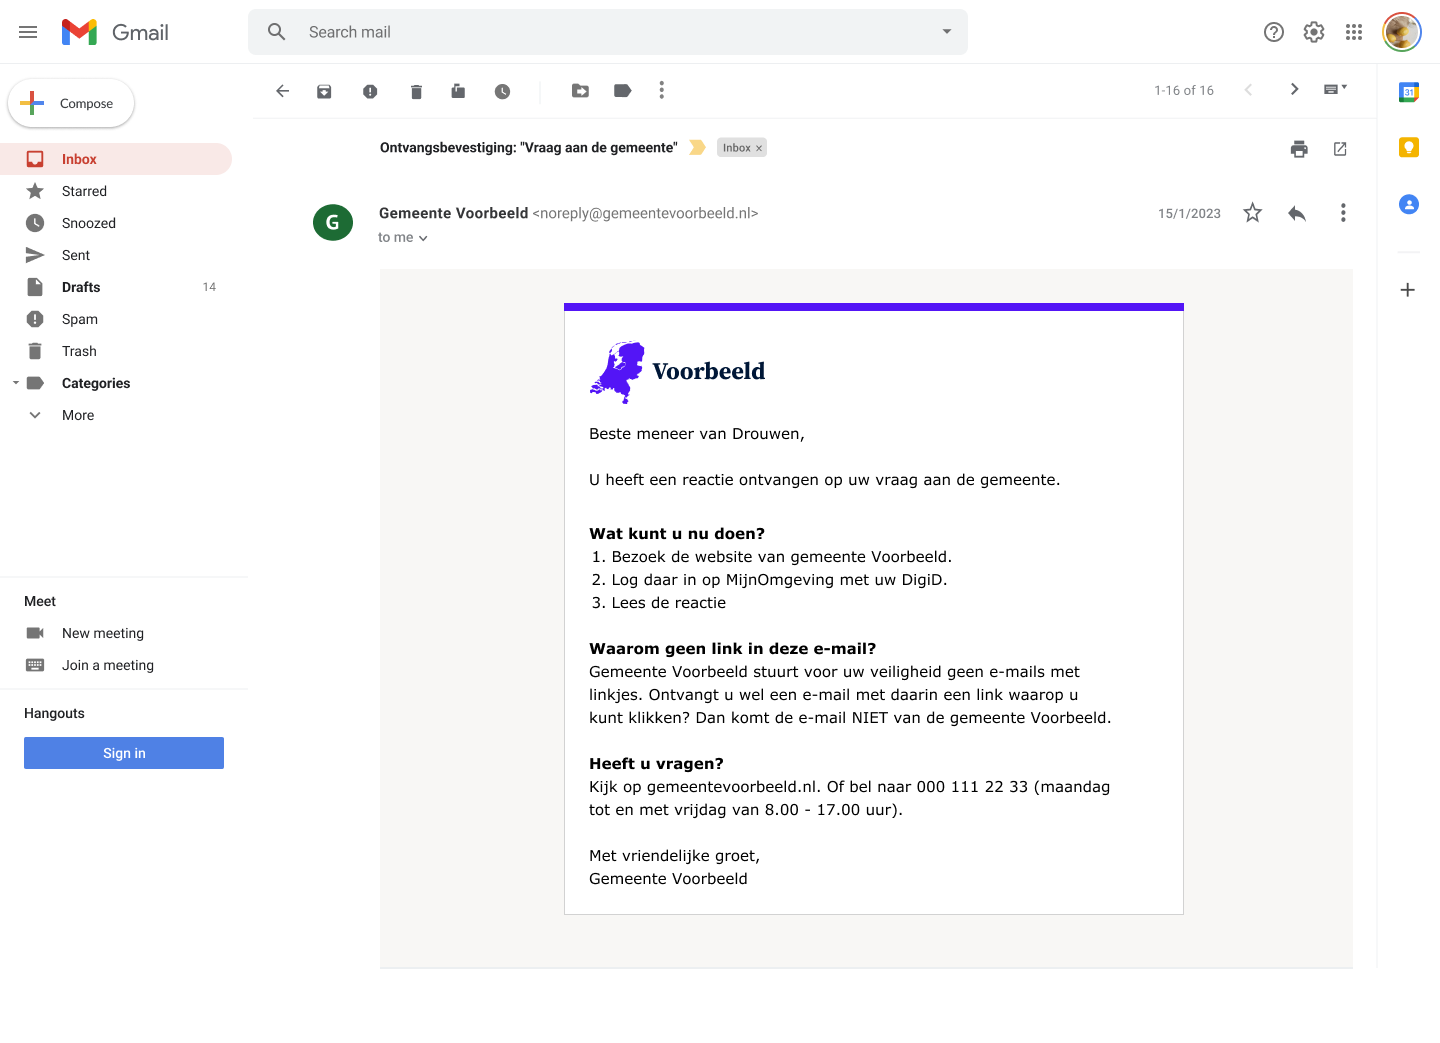 Gmail
Search mail
Compose
1-16 of 16
31
Inbox
Starred
Snoozed
Sent
Drafts 14
Spam
Trash
Categories
More
Meet
New meeting
Join a meeting
Hangouts
Sign in
Ontvangsbevestiging: "Vraag aan de gemeente" Inbox ×
G
Gemeente Voorbeeld <noreply@gemeentevoorbeeld.nl>
15/1/2023
to me
Voorbeeld
Beste meneer van Drouwen,
U heeft een reactie ontvangen op uw vraag aan de gemeente.
Wat kunt u nu doen?
1. Bezoek de website van gemeente Voorbeeld.
2. Log daar in op MijnOmgeving met uw DigiD.
3. Lees de reactie
Waarom geen link in deze e-mail?
Gemeente Voorbeeld stuurt voor uw veiligheid geen e-mails met
linkjes. Ontvangt u wel een e-mail met daarin een link waarop u
kunt klikken? Dan komt de e-mail NIET van de gemeente Voorbeeld.
Heeft u vragen?
Kijk op gemeentevoorbeeld.nl. Of bel naar 000 111 22 33 (maandag
tot en met vrijdag van 8.00 - 17.00 uur).
Met vriendelijke groet,
Gemeente Voorbeeld